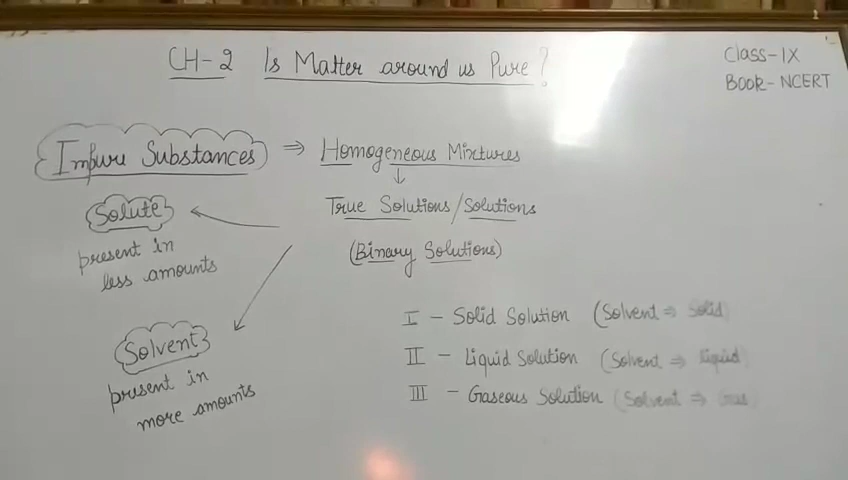 CH-2 Is Matter around us Pure?
Class-IX
Book-NCERT
Impure Substances ⇒ Homogeneous Mixtures
↓
True Solutions/Solutions
(Binary Solutions)
Solute
present in
less amounts
Solvent
present in
more amounts
I - Solid Solution (Solvent ⇒ Solid)
II - Liquid Solution (Solvent ⇒ liquid)
III - Gaseous Solution (Solvent ⇒ Gas)